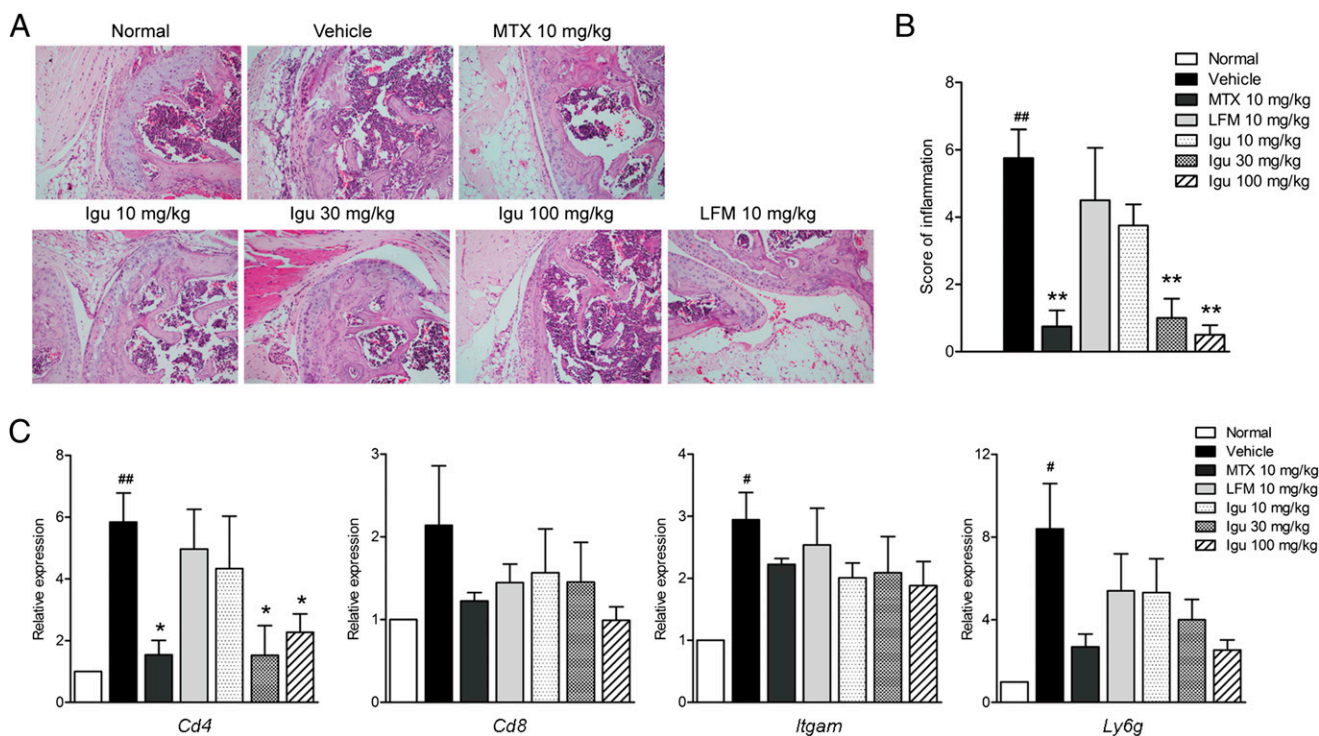 A
Normal
Vehicle
MTX 10 mg/kg
Igu 10 mg/kg
Igu 30 mg/kg
Igu 100 mg/kg
LFM 10 mg/kg
B
Normal
Vehicle
MTX 10 mg/kg
LFM 10 mg/kg
Igu 10 mg/kg
Igu 30 mg/kg
Igu 100 mg/kg
Score of inflammation
8
6
4
2
0
##
**
**
**
C
Relative expression
8
6
4
2
0
##
*
*
*
Cd4
Relative expression
3
2
1
0
Cd8
Relative expression
4
3
2
1
0
#
Itgam
Relative expression
12
8
4
0
#
Ly6g
Normal
Vehicle
MTX 10 mg/kg
LFM 10 mg/kg
Igu 10 mg/kg
Igu 30 mg/kg
Igu 100 mg/kg